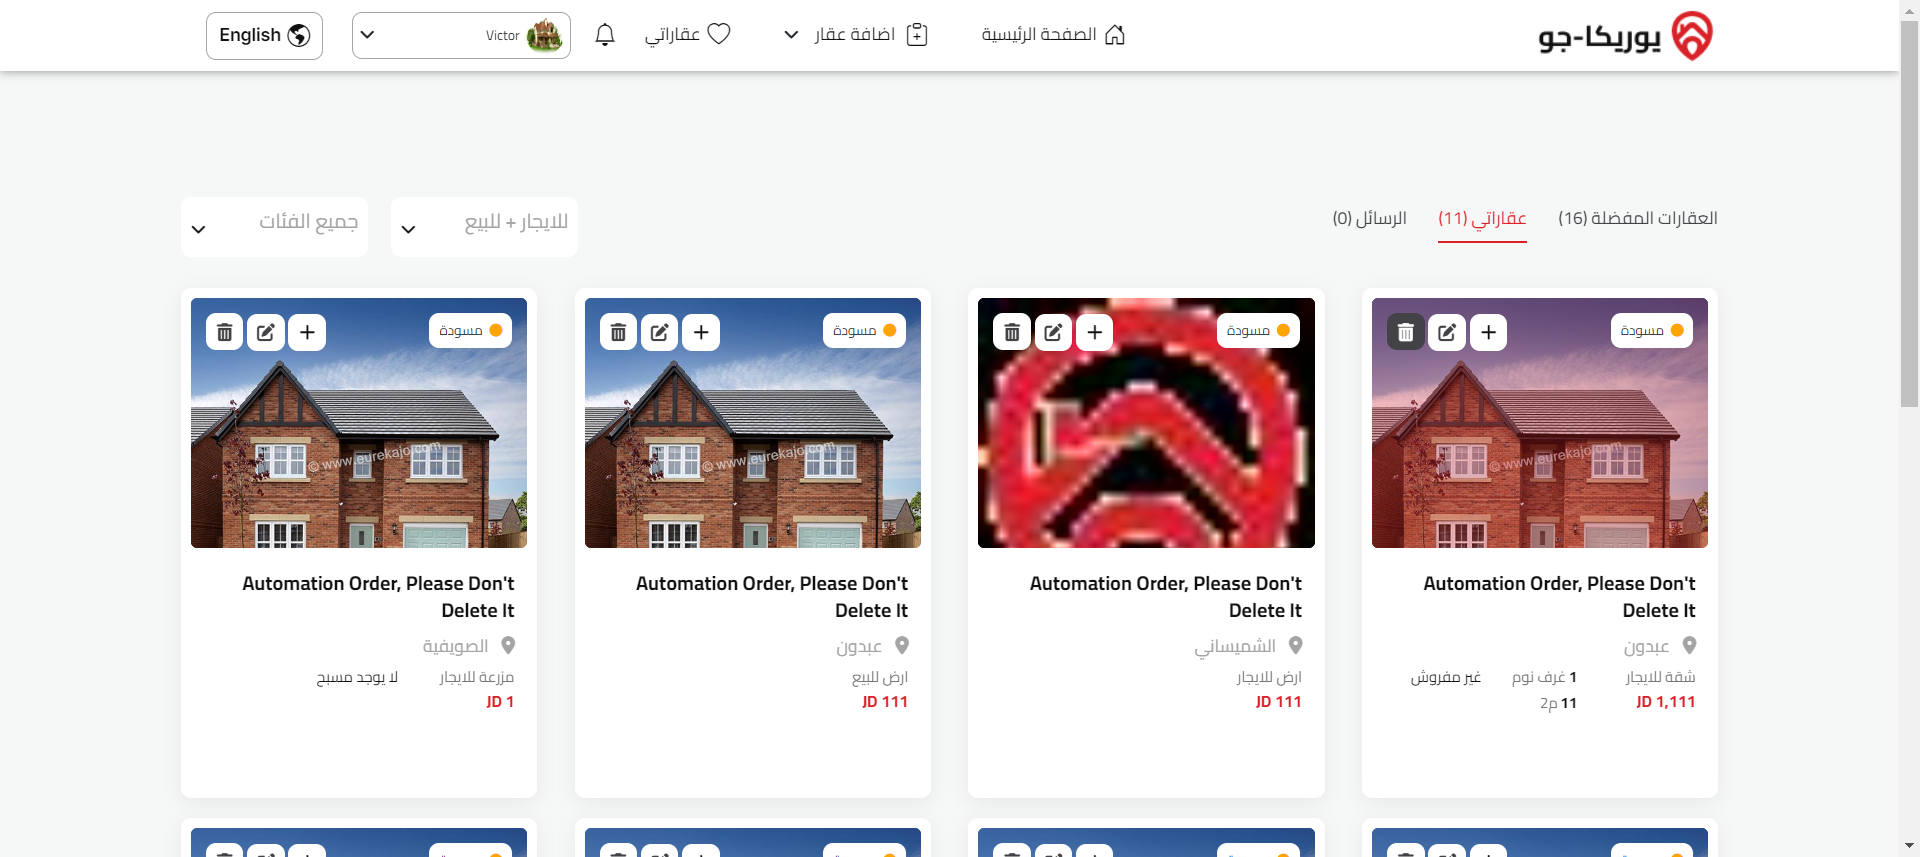 يوريكا-جو
الصفحة الرئيسية
اضافة عقار
عقاراتي
Victor
English
العقارات المفضلة (16)
عقاراتي (11)
الرسائل (0)
للايجار + للبيع
جميع الفئات
مسودة
© www.eurekajo.com
Automation Order, Please Don't
Delete It
عبدون
شقة للايجار
1 غرف نوم
غير مفروش
JD 1,111
11 م2
مسودة
Automation Order, Please Don't
Delete It
الشميساني
ارض للايجار
JD 111
مسودة
© www.eurekajo.com
Automation Order, Please Don't
Delete It
عبدون
ارض للبيع
JD 111
مسودة
© www.eurekajo.com
Automation Order, Please Don't
Delete It
الصويفية
مزرعة للايجار
لا يوجد مسبح
JD 1